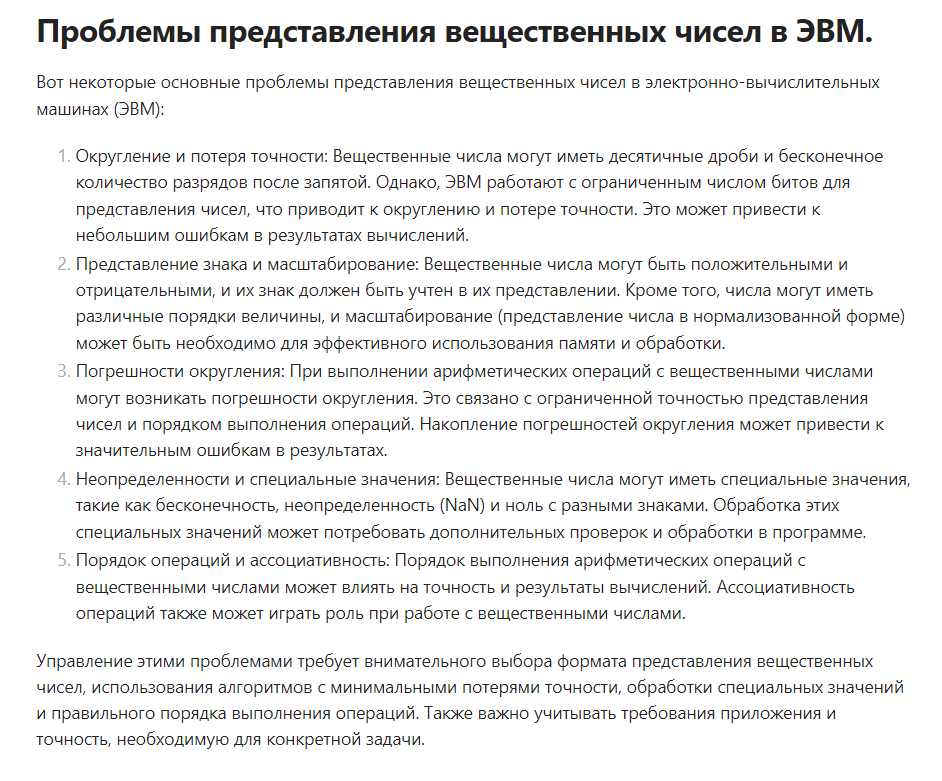 Проблемы представления вещественных чисел в ЭВМ.
Вот некоторые основные проблемы представления вещественных чисел в электронно-вычислительных
машинах (ЭВМ):
1. Округление и потеря точности: Вещественные числа могут иметь десятичные дроби и бесконечное
количество разрядов после запятой. Однако, ЭВМ работают с ограниченным числом битов для
представления чисел, что приводит к округлению и потере точности. Это может привести к
небольшим ошибкам в результатах вычислений.
2. Представление знака и масштабирование: Вещественные числа могут быть положительными и
отрицательными, и их знак должен быть учтен в их представлении. Кроме того, числа могут иметь
различные порядки величины, и масштабирование (представление числа в нормализованной форме)
может быть необходимо для эффективного использования памяти и обработки.
3. Погрешности округления: При выполнении арифметических операций с вещественными числами
могут возникать погрешности округления. Это связано с ограниченной точностью представления
чисел и порядком выполнения операций. Накопление погрешностей округления может привести к
значительным ошибкам в результатах.
4. Неопределенности и специальные значения: Вещественные числа могут иметь специальные значения,
такие как бесконечность, неопределенность (NaN) и ноль с разными знаками. Обработка этих
специальных значений может потребовать дополнительных проверок и обработки в программе.
5. Порядок операций и ассоциативность: Порядок выполнения арифметических операций с
вещественными числами может влиять на точность и результаты вычислений. Ассоциативность
операций также может играть роль при работе с вещественными числами.
Управление этими проблемами требует внимательного выбора формата представления вещественных
чисел, использования алгоритмов с минимальными потерями точности, обработки специальных значений
и правильного порядка выполнения операций. Также важно учитывать требования приложения и
точность, необходимую для конкретной задачи.